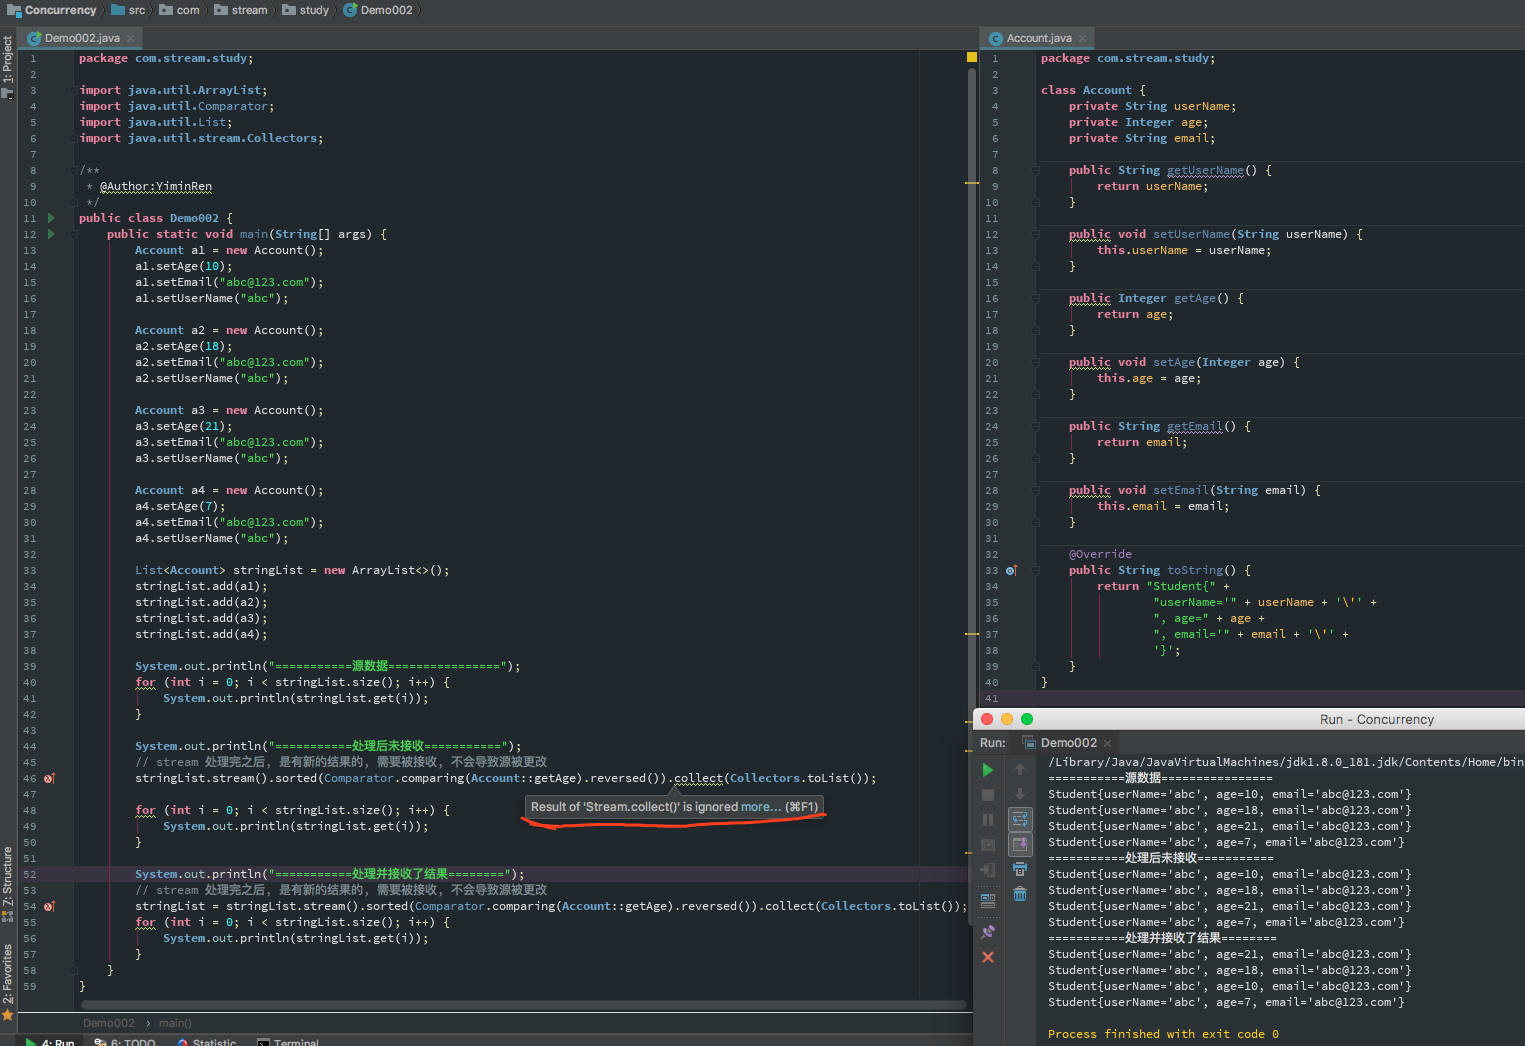 Concurrency
src
com
stream
study
Demo002
Demo002.java
1: Project
7: Structure
2: Favorites
1 package com.stream.study;
2
3 import java.util.ArrayList;
4 import java.util.Comparator;
5 import java.util.List;
6 import java.util.stream.Collectors;
7
8 /**
9 * @Author:YiminRen
10 */
11 public class Demo002 {
12 public static void main(String[] args) {
13 Account a1 = new Account();
14 a1.setAge(10);
15 a1.setEmail("abc@123.com");
16 a1.setUserName("abc");
17
18 Account a2 = new Account();
19 a2.setAge(18);
20 a2.setEmail("abc@123.com");
21 a2.setUserName("abc");
22
23 Account a3 = new Account();
24 a3.setAge(21);
25 a3.setEmail("abc@123.com");
26 a3.setUserName("abc");
27
28 Account a4 = new Account();
29 a4.setAge(7);
30 a4.setEmail("abc@123.com");
31 a4.setUserName("abc");
32
33 List<Account> stringList = new ArrayList<>();
34 stringList.add(a1);
35 stringList.add(a2);
36 stringList.add(a3);
37 stringList.add(a4);
38
39 System.out.println("===========源数据================");
40 for (int i = 0; i < stringList.size(); i++) {
41 System.out.println(stringList.get(i));
42 }
43
44 System.out.println("===========处理后未接收===========");
45 // stream 处理完之后，是有新的结果的，需要被接收，不会导致源被更改
46 stringList.stream().sorted(Comparator.comparing(Account::getAge).reversed()).collect(Collectors.toList());
47
Result of 'Stream.collect()' is ignored more... (⌘F1)
48 for (int i = 0; i < stringList.size(); i++) {
49 System.out.println(stringList.get(i));
50 }
51
52 System.out.println("===========处理并接收了结果========");
53 // stream 处理完之后，是有新的结果的，需要被接收，不会导致源被更改
54 stringList = stringList.stream().sorted(Comparator.comparing(Account::getAge).reversed()).collect(Collectors.toList());
55 for (int i = 0; i < stringList.size(); i++) {
56 System.out.println(stringList.get(i));
57 }
58 }
59 }
Demo002 › main()
4: Run
6: TODO
Statistic
Terminal
Account.java
1 package com.stream.study;
2
3 class Account {
4 private String userName;
5 private Integer age;
6 private String email;
7
8 public String getUserName() {
9 return userName;
10 }
11
12 public void setUserName(String userName) {
13 this.userName = userName;
14 }
15
16 public Integer getAge() {
17 return age;
18 }
19
20 public void setAge(Integer age) {
21 this.age = age;
22 }
23
24 public String getEmail() {
25 return email;
26 }
27
28 public void setEmail(String email) {
29 this.email = email;
30 }
31
32 @Override
33 public String toString() {
34 return "Student{" +
35 "userName='" + userName + '\'' +
36 ", age=" + age +
37 ", email='" + email + '\'' +
38 '}';
39 }
40 }
41
Run - Concurrency
Run: Demo002
/Library/Java/JavaVirtualMachines/jdk1.8.0_181.jdk/Contents/Home/bin
===========源数据================
Student{userName='abc', age=10, email='abc@123.com'}
Student{userName='abc', age=18, email='abc@123.com'}
Student{userName='abc', age=21, email='abc@123.com'}
Student{userName='abc', age=7, email='abc@123.com'}
===========处理后未接收===========
Student{userName='abc', age=10, email='abc@123.com'}
Student{userName='abc', age=18, email='abc@123.com'}
Student{userName='abc', age=21, email='abc@123.com'}
Student{userName='abc', age=7, email='abc@123.com'}
===========处理并接收了结果========
Student{userName='abc', age=21, email='abc@123.com'}
Student{userName='abc', age=18, email='abc@123.com'}
Student{userName='abc', age=10, email='abc@123.com'}
Student{userName='abc', age=7, email='abc@123.com'}
Process finished with exit code 0